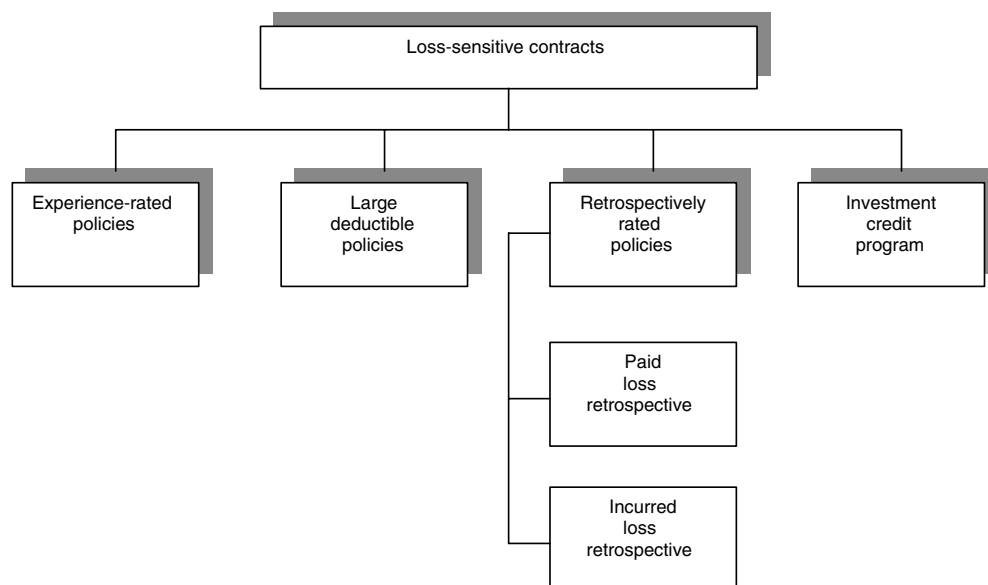 Loss-sensitive contracts
Experience-rated
policies
Large
deductible
policies
Retrospectively
rated
policies
Investment
credit
program
Paid
loss
retrospective
Incurred
loss
retrospective